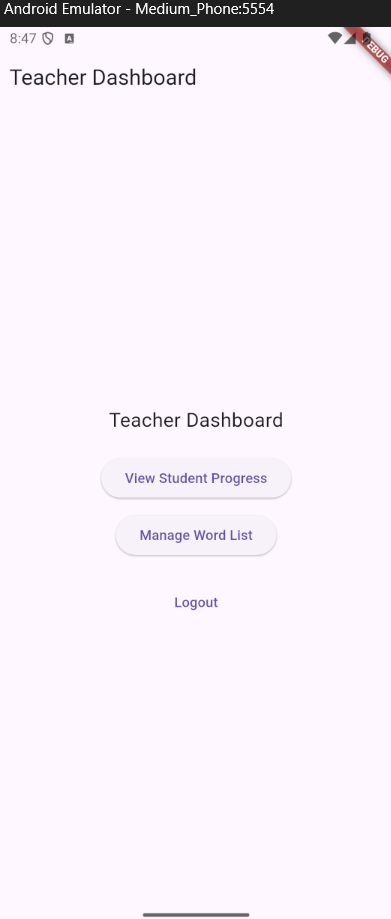 Android Emulator - Medium_Phone:5554
8:47
A
DEBUG
Teacher Dashboard
Teacher Dashboard
View Student Progress
Manage Word List
Logout